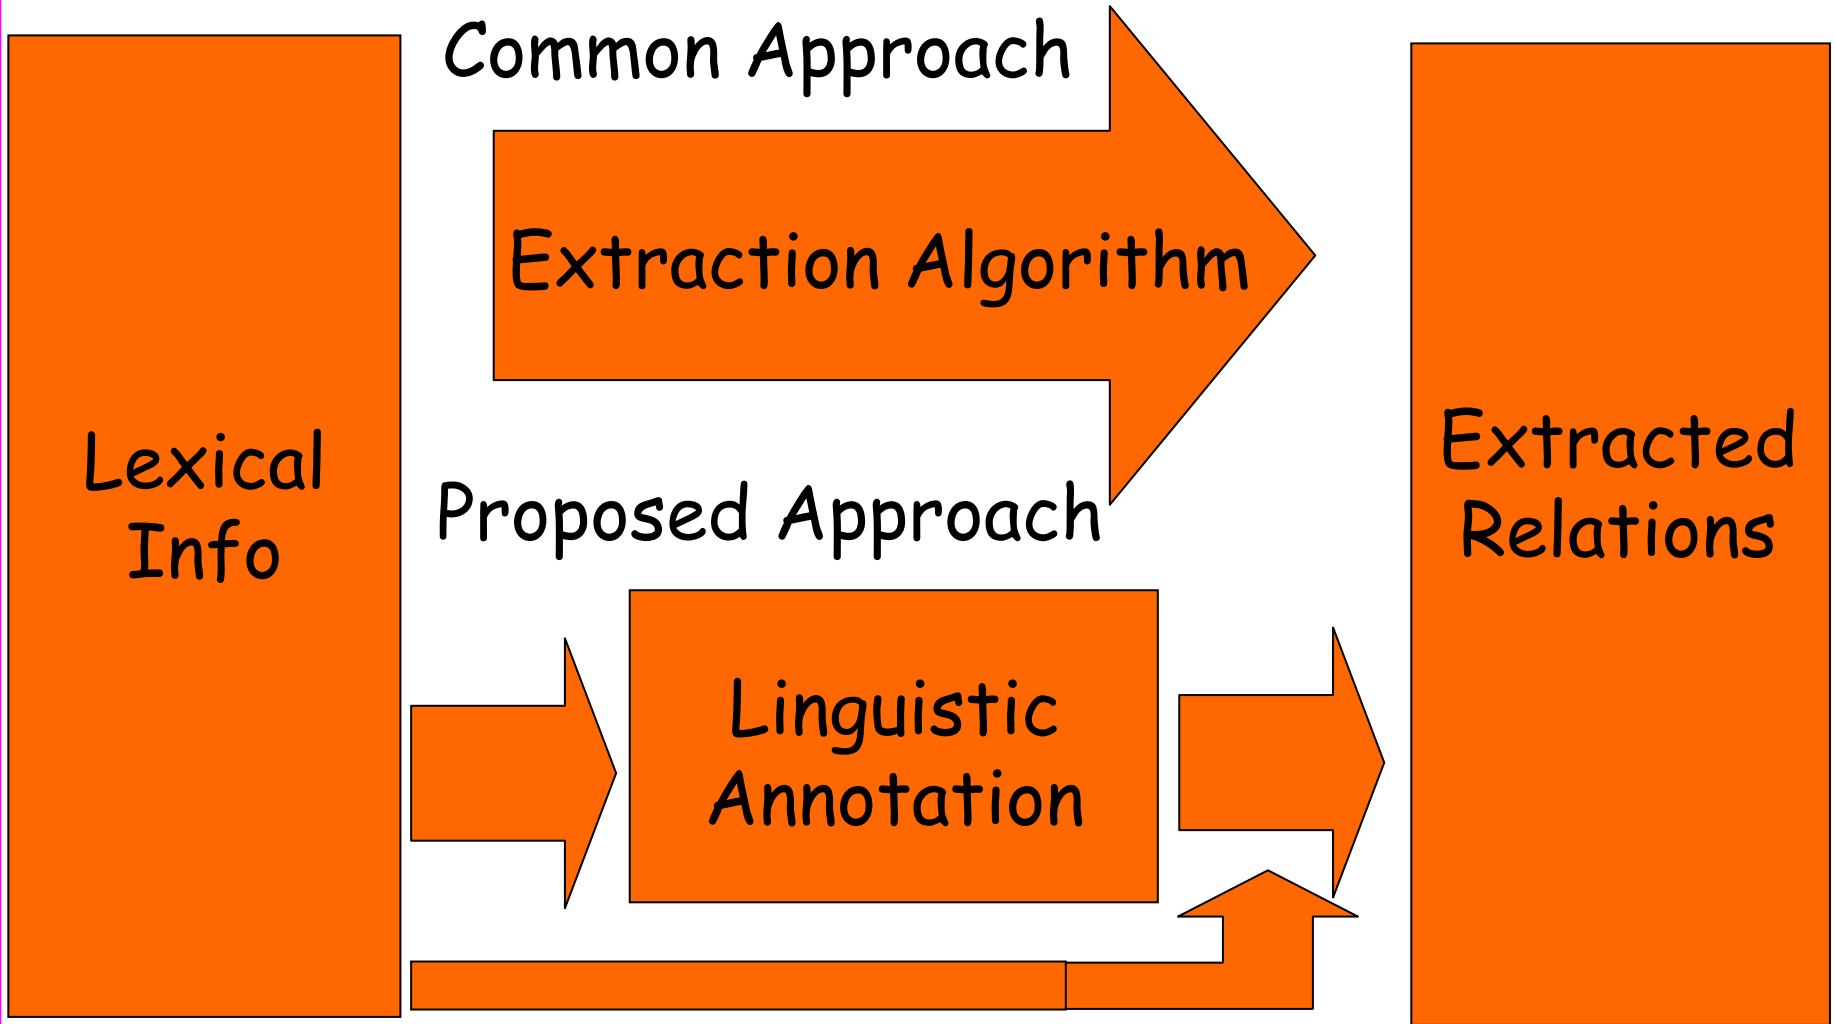 Common Approach
Extraction Algorithm
Lexical
Info
Extracted
Relations
Proposed Approach
Linguistic
Annotation